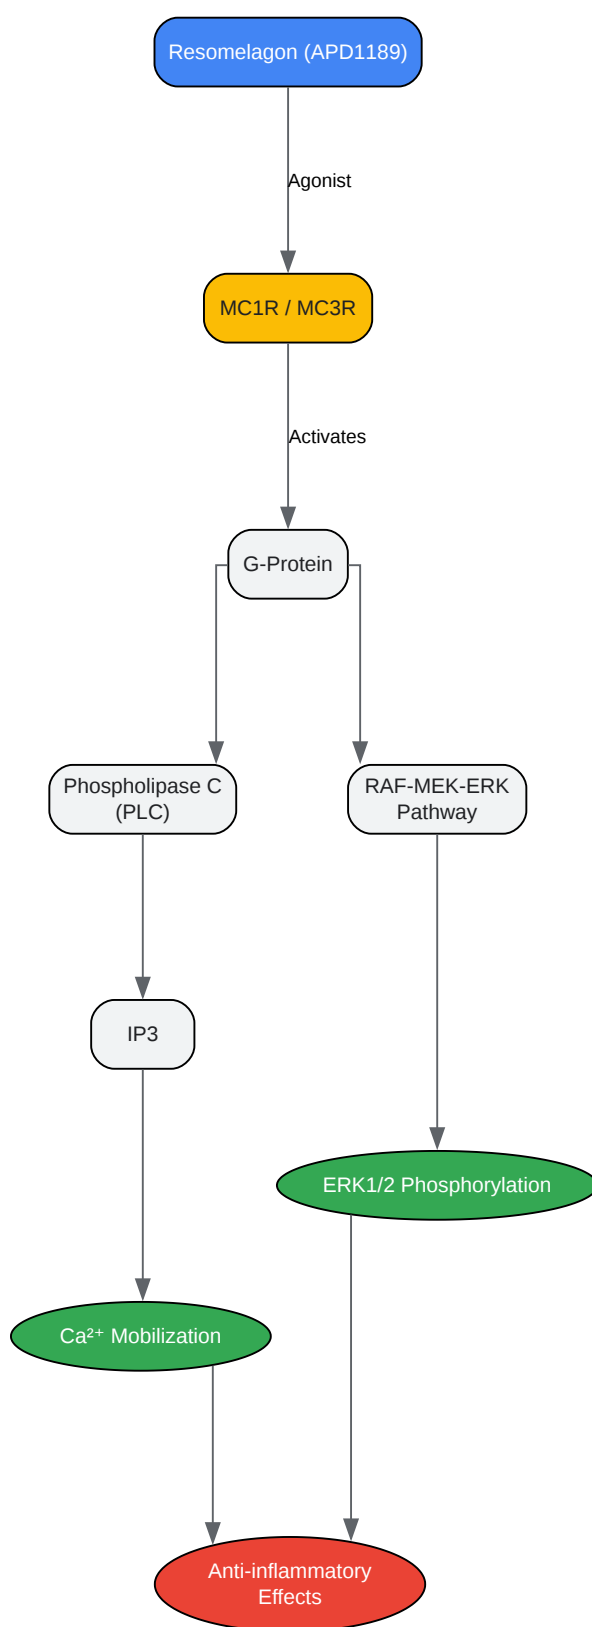 Resomelagon (APD1189)
Agonist
MC1R / MC3R
Activates
G-Protein
Phospholipase C
(PLC)
RAF-MEK-ERK
Pathway
IP3
ERK1/2 Phosphorylation
Ca²⁺ Mobilization
Anti-inflammatory
Effects